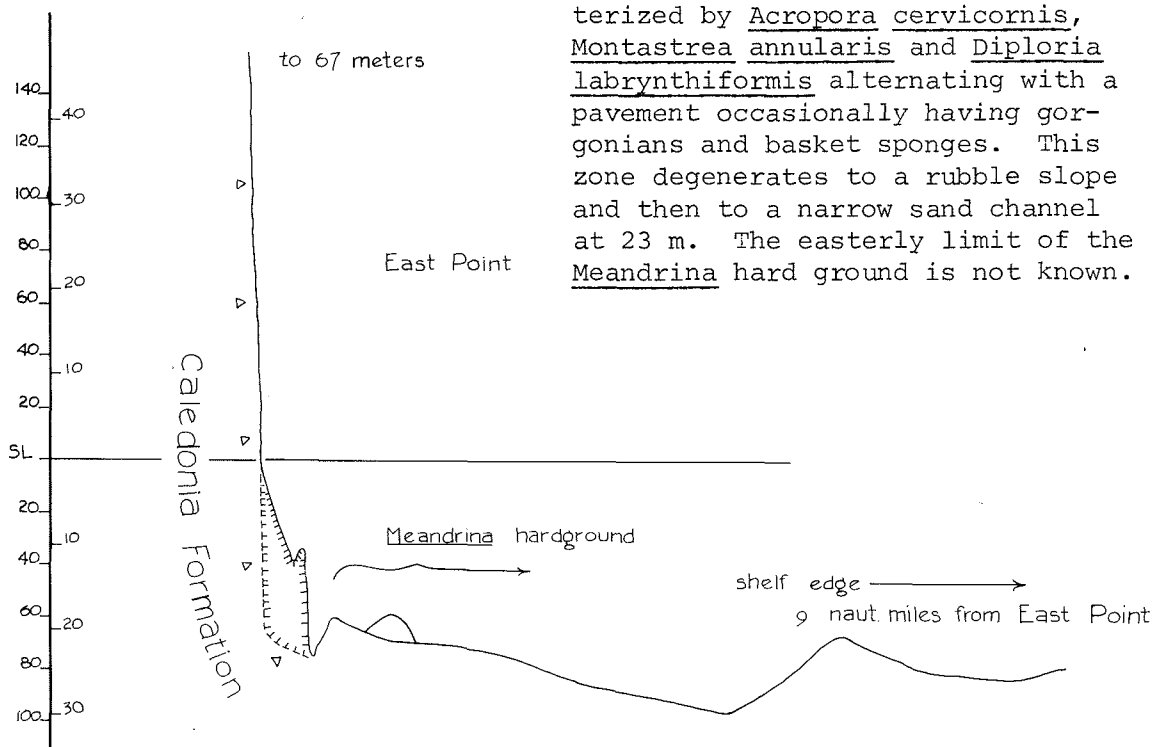 terized by Acropora cervicornis,
Montastrea annularis and Diploria
labrynthiformis alternating with a
pavement occasionally having gor-
gonians and basket sponges. This
zone degenerates to a rubble slope
and then to a narrow sand channel
at 23 m. The easterly limit of the
Meandrina hard ground is not known.
to 67 meters
140
40
120
100
30
80
East Point
20
60
40
10
20
SL
Caledonia Formation
20
10
Meandrina hardground
40
shelf edge
60
9 naut. miles from East Point
20
80
100
30